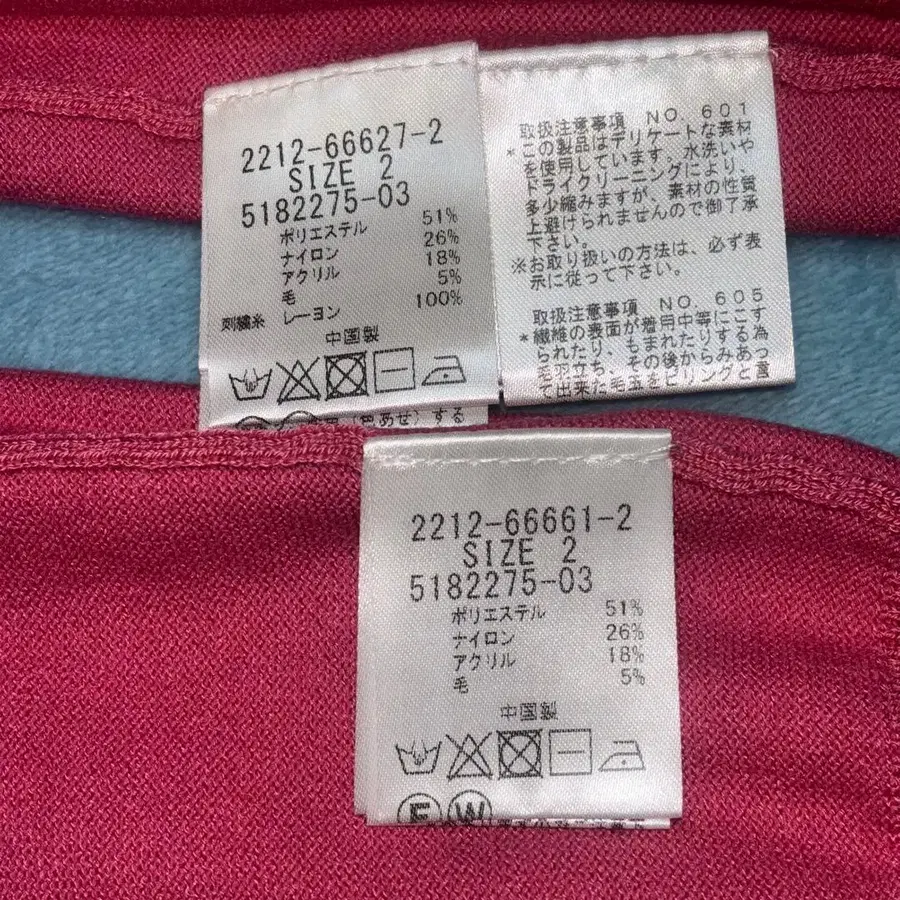 2212-66627-2
SIZE 2
5182275-03
ポリエステル 51%
ナイロン 26%
アクリル 18%
毛 5%
刺繍糸 レーヨン 100%
中国製
色あせ)する
取扱注意事項 NO. 601
*この製品はデリケートな素材
を使用しています。水洗いや
ドライクリーニングにより、
多少縮みますが、素材の性質
上避けられませんので御了承
下さい。
※お取り扱いの方法は、必ず表
示に従って下さい。
取扱注意事項 NO. 605
*繊維の表面が着用中等にこす
られたり、もまれたりする為
毛羽立ち、その後からみあっ
て出来た毛玉をピリングと言
2212-66661-2
SIZE 2
5182275-03
ポリエステル 51%
ナイロン 26%
アクリル 18%
毛 5%
中国製
F W